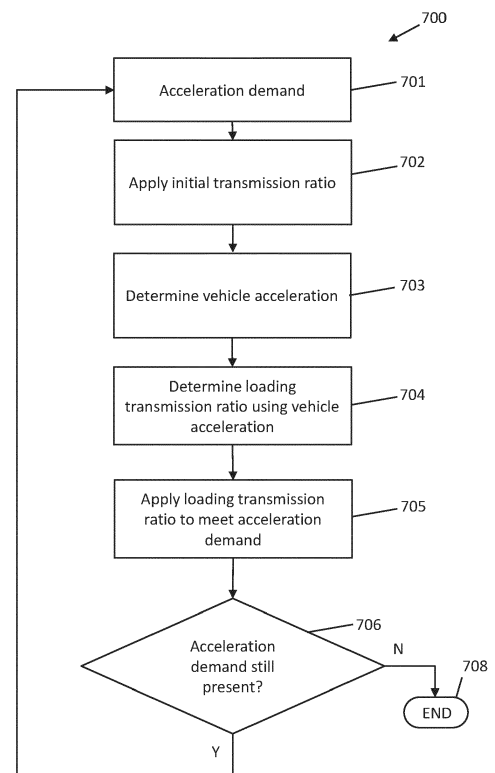 700
Acceleration demand
701
Apply initial transmission ratio
702
Determine vehicle acceleration
703
Determine loading
transmission ratio using vehicle
acceleration
704
Apply loading transmission
ratio to meet acceleration
demand
705
Acceleration
demand still
present?
706
N
708
END
Y